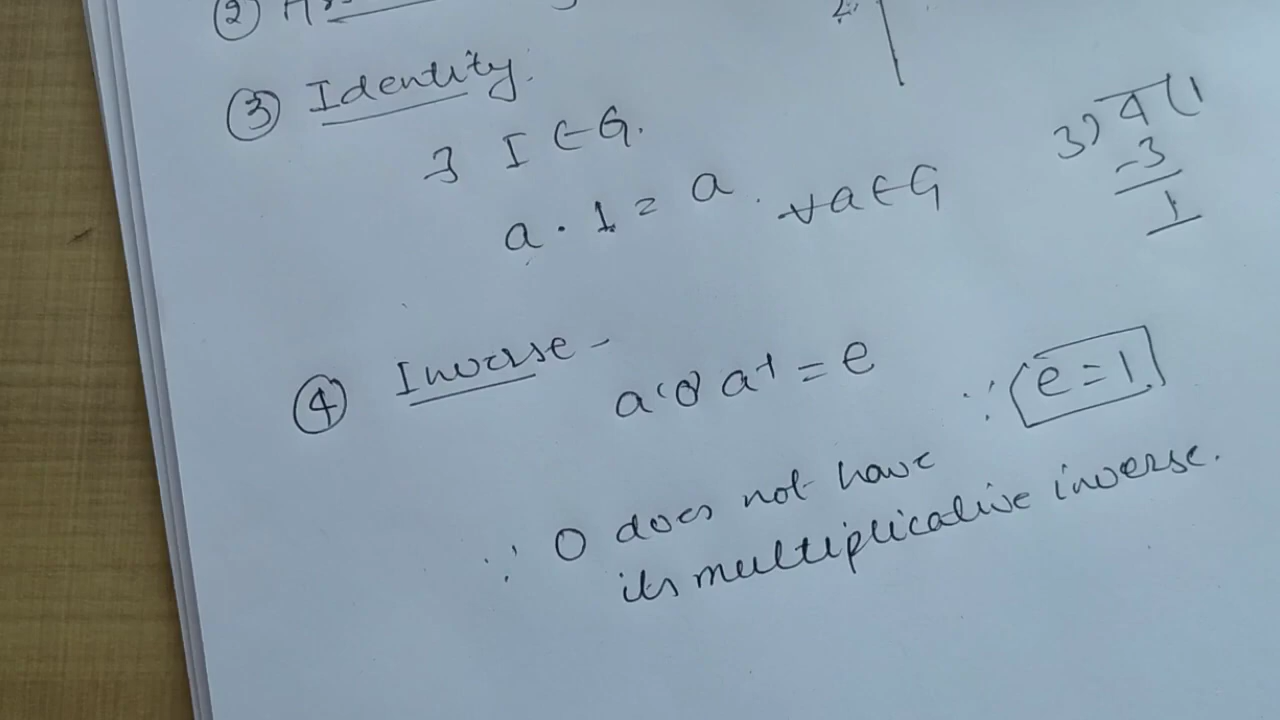 ②
③ Identity.
∃ I ∈ G.
a · 1 = a . ∀a ∈ G
3) 4 (1
-3
1
④ Inverse -
a · a⁻¹ = e
∵ (e = 1)
∵ 0 does not have
its multiplicative inverse.